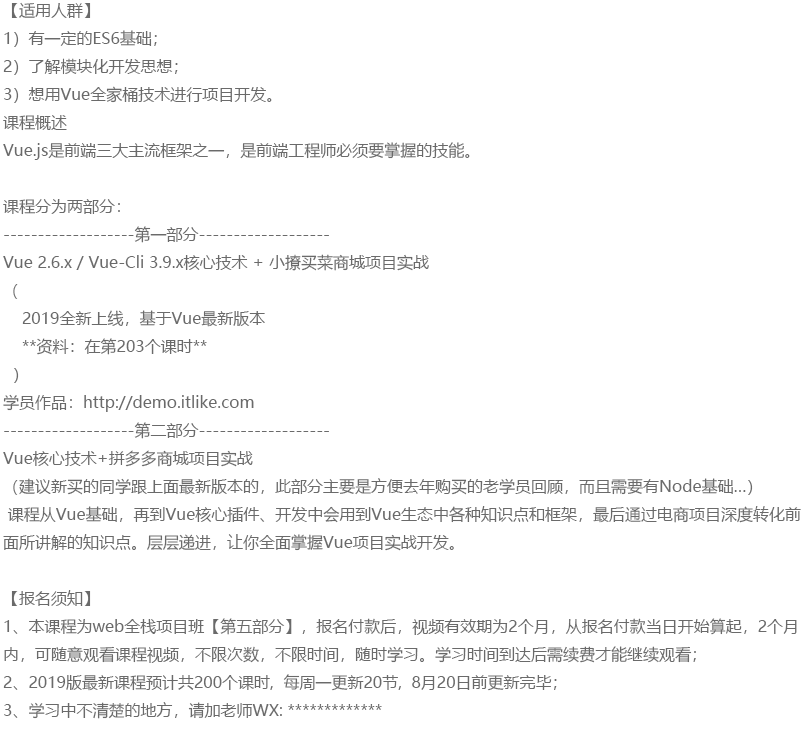 【适用人群】
1）有一定的ES6基础；
2）了解模块化开发思想；
3）想用Vue全家桶技术进行项目开发。
课程概述
Vue.js是前端三大主流框架之一，是前端工程师必须要掌握的技能。
课程分为两部分：
-------------------第一部分-------------------
Vue 2.6.x / Vue-Cli 3.9.x核心技术 + 小撩买菜商城项目实战
（
2019全新上线，基于Vue最新版本
**资料：在第203个课时**
）
学员作品：http://demo.itlike.com
-------------------第二部分-------------------
Vue核心技术+拼多多商城项目实战
（建议新买的同学跟上面最新版本的，此部分主要是方便去年购买的老学员回顾，而且需要有Node基础...）
课程从Vue基础，再到Vue核心插件、开发中会用到Vue生态中各种知识点和框架，最后通过电商项目深度转化前
面所讲解的知识点。层层递进，让你全面掌握Vue项目实战开发。
【报名须知】
1、本课程为web全栈项目班【第五部分】，报名付款后，视频有效期为2个月，从报名付款当日开始算起，2个月
内，可随意观看课程视频，不限次数，不限时间，随时学习。学习时间到达后需续费才能继续观看；
2、2019版最新课程预计共200个课时，每周一更新20节，8月20日前更新完毕；
3、学习中不清楚的地方，请加老师WX: *************